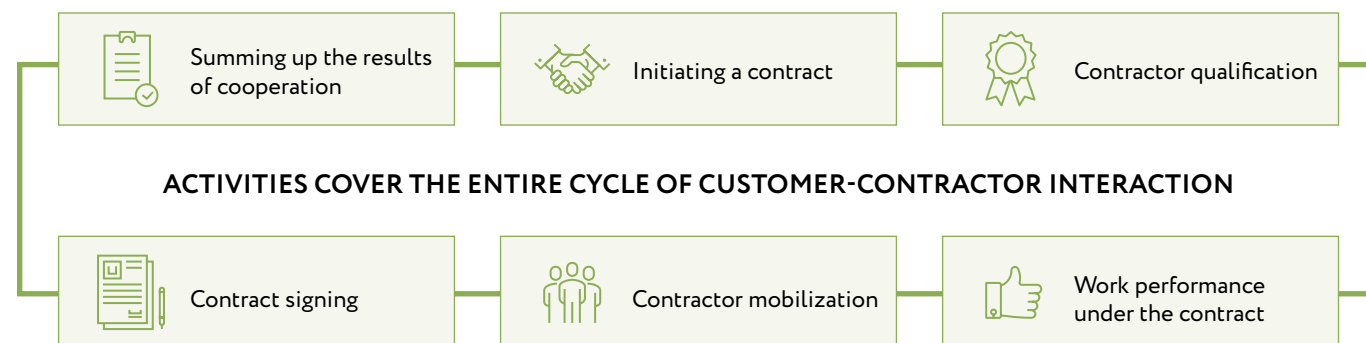 Summing up the results
of cooperation
Initiating a contract
Contractor qualification
ACTIVITIES COVER THE ENTIRE CYCLE OF CUSTOMER-CONTRACTOR INTERACTION
Contract signing
Contractor mobilization
Work performance
under the contract